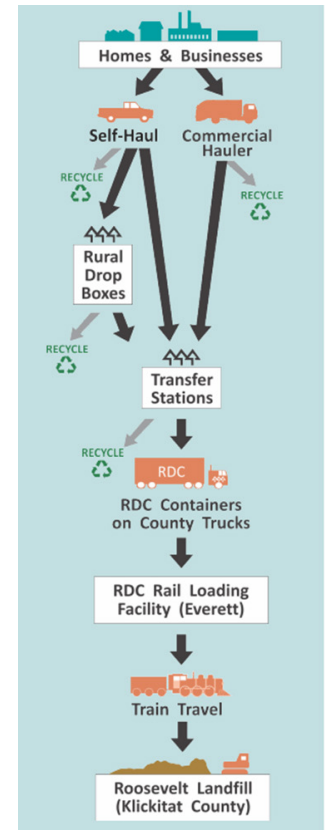 Homes & Businesses
Self-Haul
Commercial
Hauler
RECYCLE
RECYCLE
Rural
Drop
Boxes
RECYCLE
Transfer
Stations
RECYCLE
RDC
RDC Containers
on County Trucks
RDC Rail Loading
Facility (Everett)
Train Travel
Roosevelt Landfill
(Klickitat County)